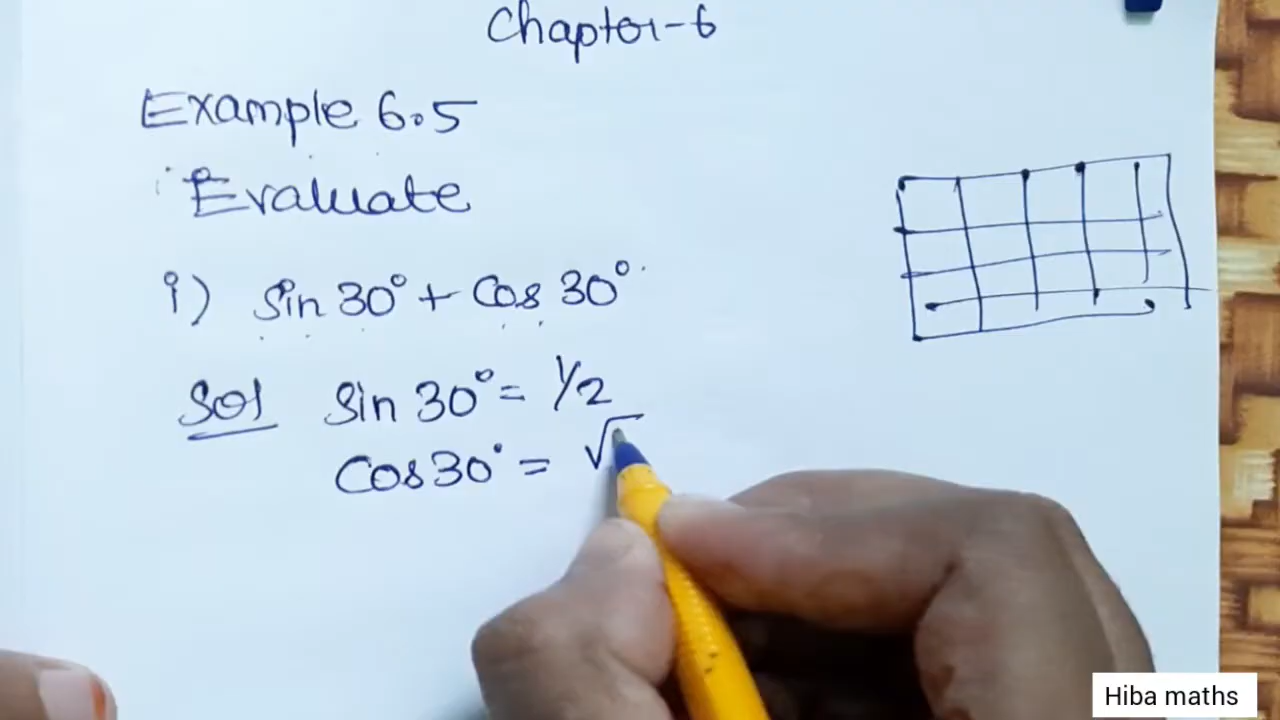 Chapter-6
Example 6.5
Evaluate
i) Sin 30° + Cos 30°
Sol Sin 30° = 1/2
Cos 30° = √
Hiba maths